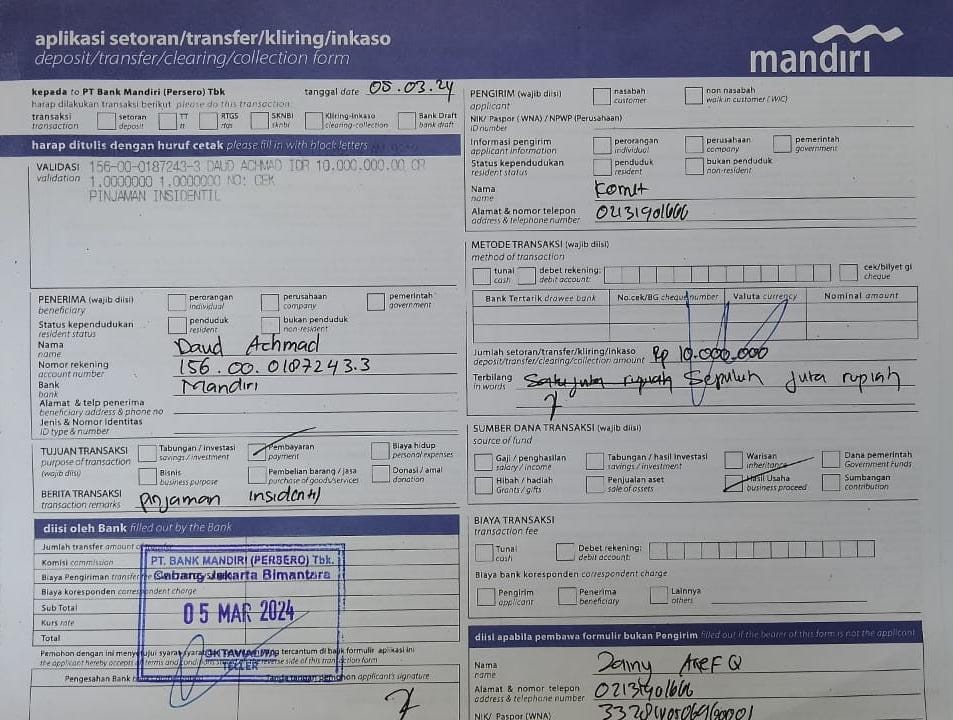 aplikasi setoran/transfer/kliring/inkaso
deposit/transfer/clearing/collection form
mandiri
kepada to PT Bank Mandiri (Persero) Tbk
tanggal date 05.03.24
harap dilakukan transaksi berikut please do this transaction:
transaksi transaction
setoran deposit
TT tt
RTGS rtgs
SKNBI sknbi
Kliring-inkaso clearing-collection
Bank Draft bank draft
harap ditulis dengan huruf cetak please fill in with block letters
VALIDASI validation
156-00-0187243-3 DAUD ACHMAD IDR 10.000.000.00 CR
1.0000000 1.0000000 NO: CEK
PINJAMAN INSIDENTIL
PENERIMA (wajib diisi) beneficiary
perorangan individual
perusahaan company
pemerintah government
Status kependudukan resident status
penduduk resident
bukan penduduk non-resident
Nama name
Daud Achmad
Nomor rekening account number
156.00.0187243.3
Bank bank
Mandiri
Alamat & telp penerima
beneficiary address & phone no
Jenis & Nomor Identitas
ID type & number
TUJUAN TRANSAKSI
purpose of transaction
(wajib diisi)
Tabungan / investasi savings / investment
Pembayaran payment
Biaya hidup personal expenses
Bisnis business purpose
Pembelian barang / jasa purchase of goods/services
Donasi / amal donation
BERITA TRANSAKSI transaction remarks
Pinjaman Insidentil
diisi oleh Bank filled out by the Bank
Jumlah transfer amount of
Komisi commission
Biaya Pengiriman
Biaya koresponden correspondent charge
Sub Total
Kurs rate
Total
PT. BANK MANDIRI (PERSERO) Tbk.
Cabang Jakarta Bimantara
05 MAR 2024
TELLER
Pemohon dengan ini menyetujui syarat tercantum di balik formulir aplikasi ini
the applicant hereby accepts terms and conditions reverse side of this transaction form
Pengesahan Bank
Tanda tangan pemohon applicant's signature
PENGIRIM (wajib diisi) applicant
nasabah customer
non nasabah walk in customer (WIC)
NIK/ Paspor (WNA) / NPWP (Perusahaan)
ID number
Informasi pengirim applicant information
perorangan individual
perusahaan company
pemerintah government
Status kependudukan resident status
penduduk resident
bukan penduduk non-resident
Nama name
Alamat & nomor telepon address & telephone number
02131901666
METODE TRANSAKSI (wajib diisi)
method of transaction
tunai cash
debet rekening: debit account:
cek/bilyet gi cheque
Bank Tertarik drawee bank
No.cek/BG cheque number
Valuta currency
Nominal amount
Jumlah setoran/transfer/kliring/inkaso
deposit/transfer/clearing/collection amount
Rp 10.000.000
Terbilang in words
Satu juta rupiah Sepuluh juta rupiah
SUMBER DANA TRANSAKSI (wajib diisi)
source of fund
Gaji / penghasilan salary / income
Tabungan / hasil Investasi savings / investment
Warisan inheritance
Dana pemerintah Government Funds
Hibah / hadiah Grants / gifts
Penjualan aset sale of assets
Hasil Usaha business proceed
Sumbangan contribution
BIAYA TRANSAKSI
transaction fee
Tunai cash
Debet rekening: debit account:
Biaya bank koresponden correspondent charge
Pengirim applicant
Penerima beneficiary
Lainnya others
diisi apabila pembawa formulir bukan Pengirim filled out if the bearer of this form is not the applicant
Nama name
Danny Aref Q
Alamat & nomor telepon address & telephone number
02131901666
NIK/ Paspor (WNA)